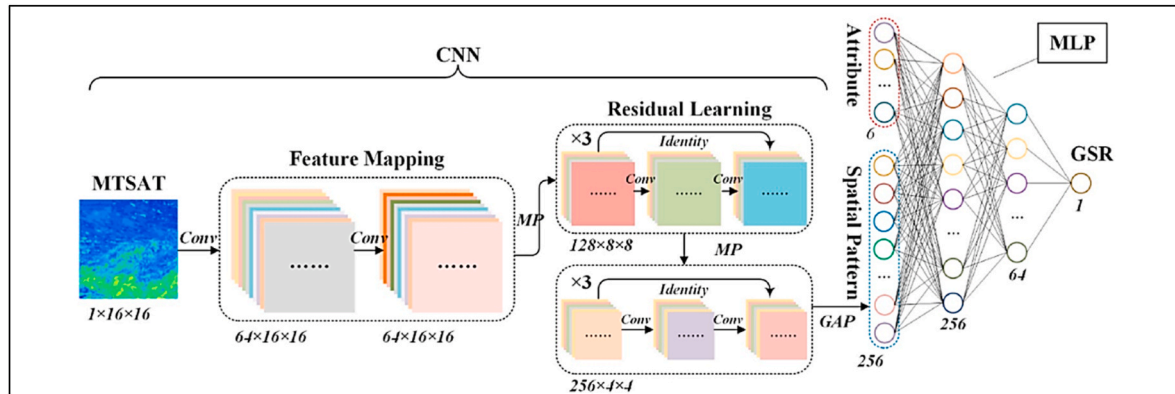 CNN
MTSAT
1×16×16
Conv
Feature Mapping
......
Conv
......
64×16×16
64×16×16
MP
Residual Learning
×3
Identity
......
Conv
......
Conv
......
128×8×8
MP
×3
Identity
......
Conv
......
Conv
......
256×4×4
GAP
Attribute
...
6
Spatial Pattern
...
256
...
256
...
64
MLP
GSR
1